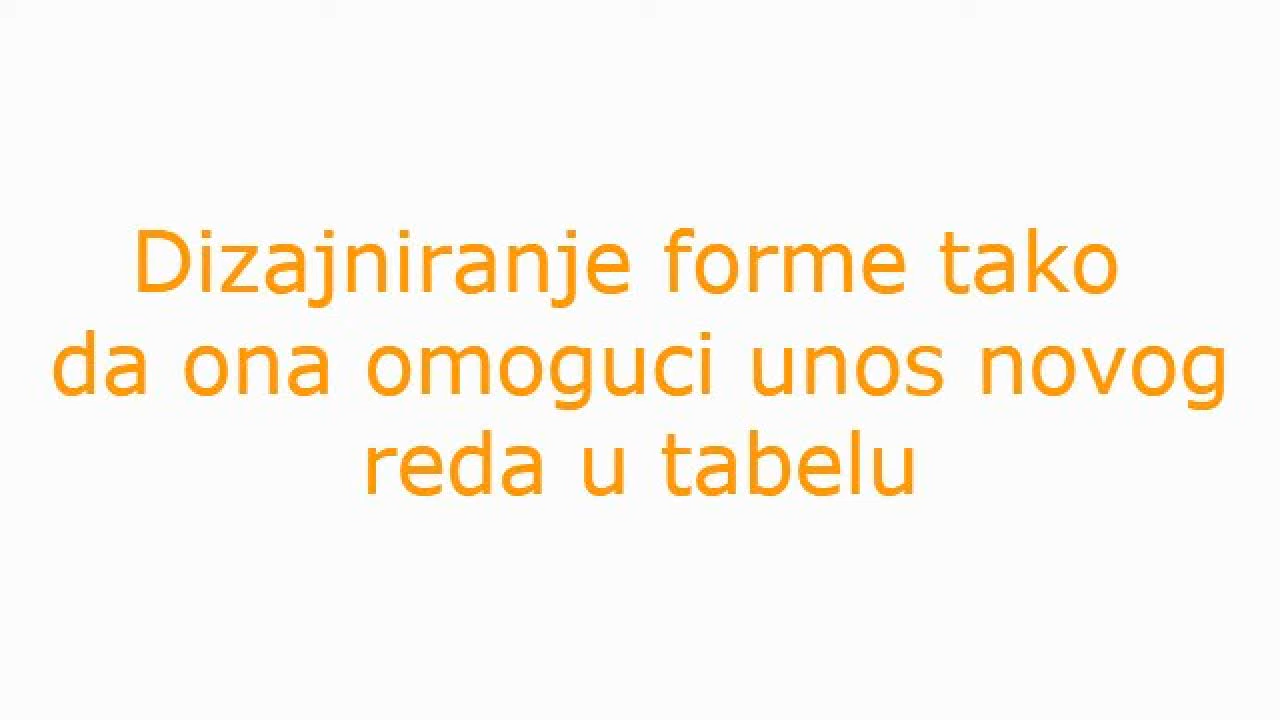 Dizajniranje forme tako
da ona omoguci unos novog
reda u tabelu